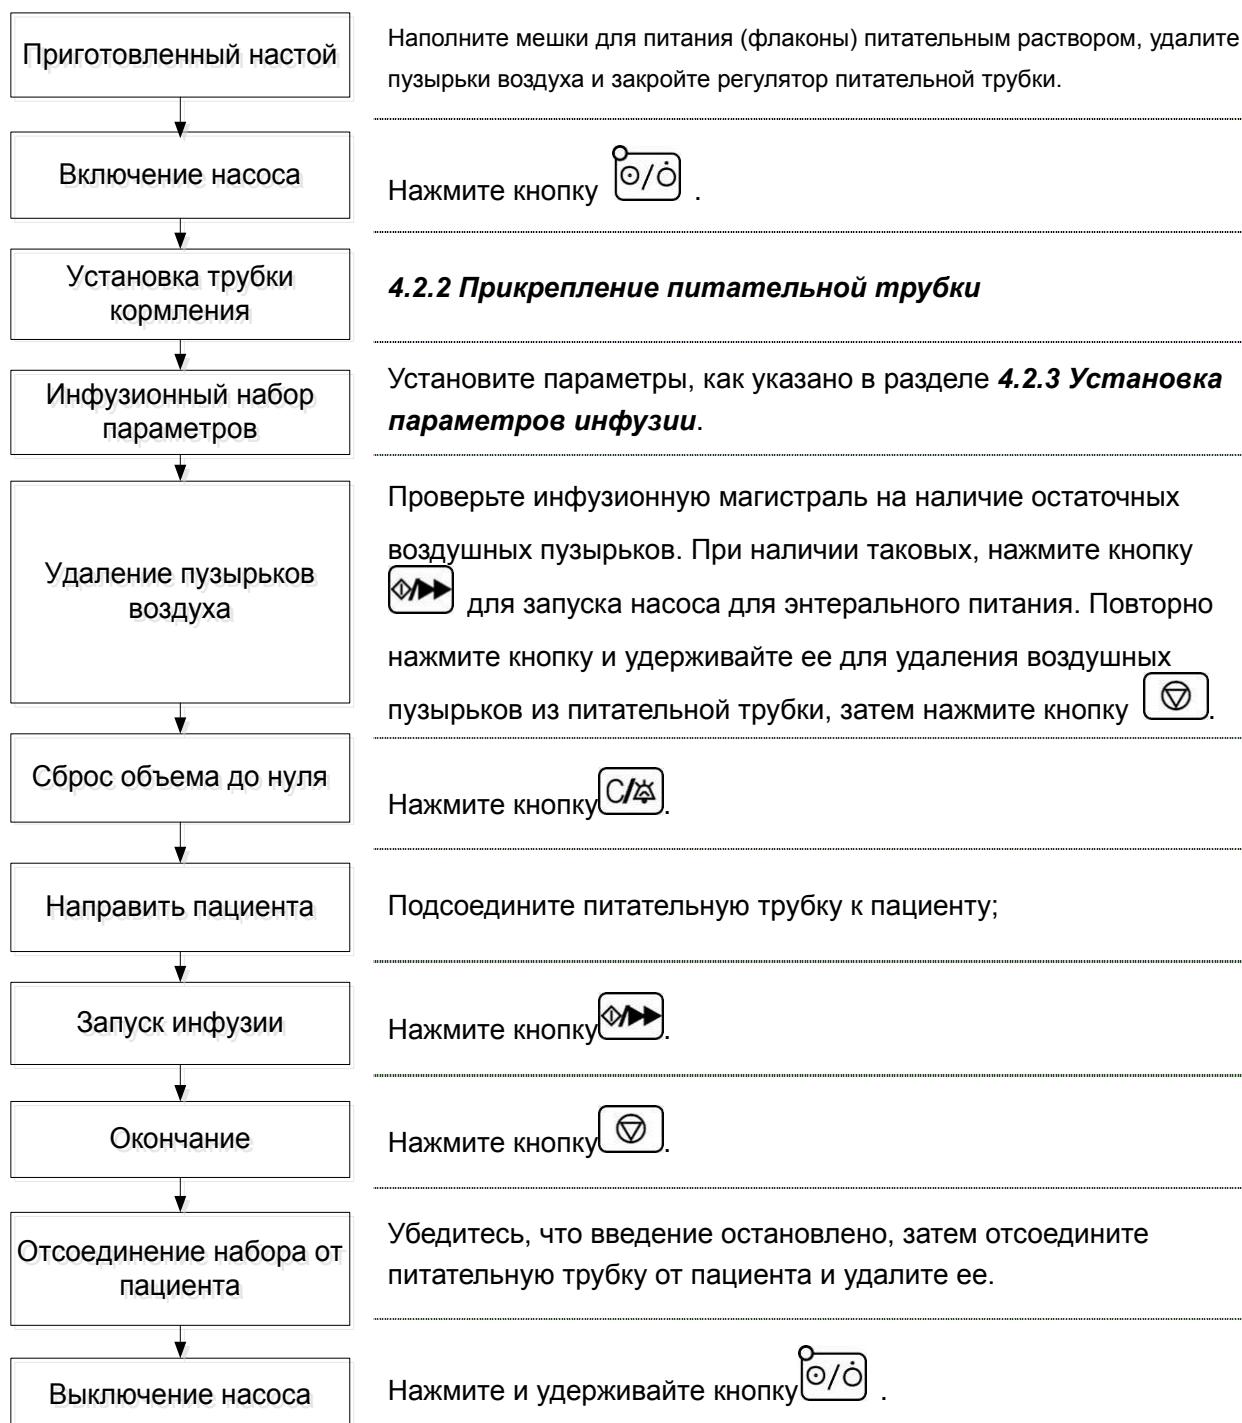 Приготовленный настой
Наполните мешки для питания (флаконы) питательным раствором, удалите
пузырьки воздуха и закройте регулятор питательной трубки.
Включение насоса
Нажмите кнопку ⊙/Ȯ .
Установка трубки
кормления
4.2.2 Прикрепление питательной трубки
Инфузионный набор
параметров
Установите параметры, как указано в разделе 4.2.3 Установка
параметров инфузии.
Удаление пузырьков
воздуха
Проверьте инфузионную магистраль на наличие остаточных
воздушных пузырьков. При наличии таковых, нажмите кнопку
для запуска насоса для энтерального питания. Повторно
нажмите кнопку и удерживайте ее для удаления воздушных
пузырьков из питательной трубки, затем нажмите кнопку .
Сброс объема до нуля
Нажмите кнопку C/ .
Направить пациента
Подсоедините питательную трубку к пациенту;
Запуск инфузии
Нажмите кнопку .
Окончание
Нажмите кнопку .
Отсоединение набора от
пациента
Убедитесь, что введение остановлено, затем отсоедините
питательную трубку от пациента и удалите ее.
Выключение насоса
Нажмите и удерживайте кнопку ⊙/Ȯ .